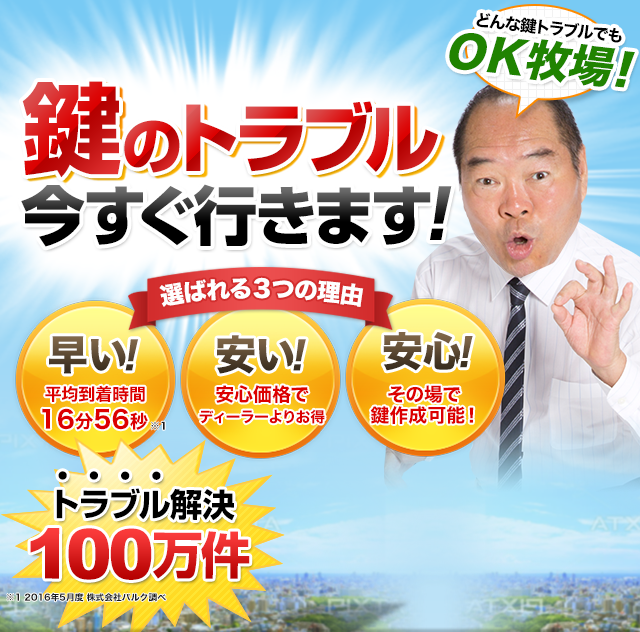 どんな鍵トラブルでも
OK牧場!
鍵のトラブル
今すぐ行きます!
選ばれる3つの理由
早い!
平均到着時間
16分56秒 ※1
安い!
安心価格で
ディーラーよりお得
安心!
その場で
鍵作成可能!
トラブル解決
100万件
※1 2016年5月度 株式会社バルク調べ